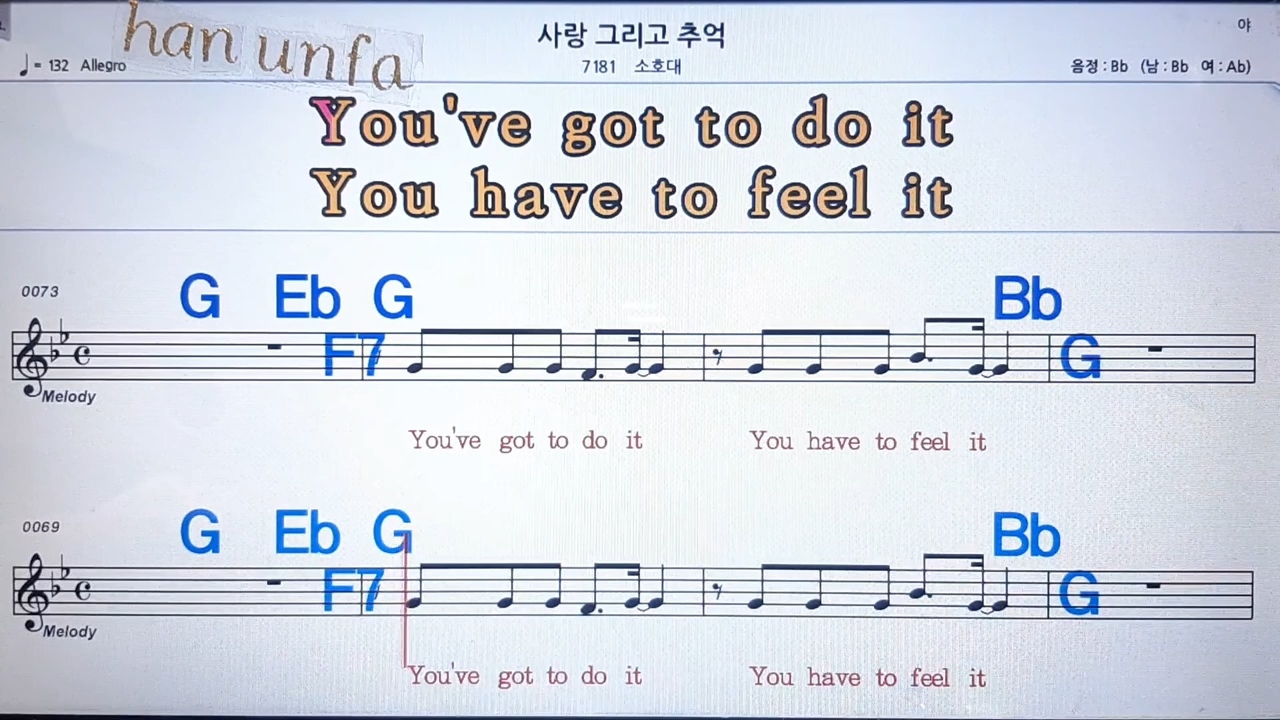 han unfa
사랑 그리고 추억
야
♩= 132 Allegro
7181 소호대
음정 : Bb (남 : Bb 여 : Ab)
You've got to do it
You have to feel it
0073
G Eb G Bb
F7 G
Melody
You've got to do it You have to feel it
0069
G Eb G Bb
F7 G
Melody
You've got to do it You have to feel it